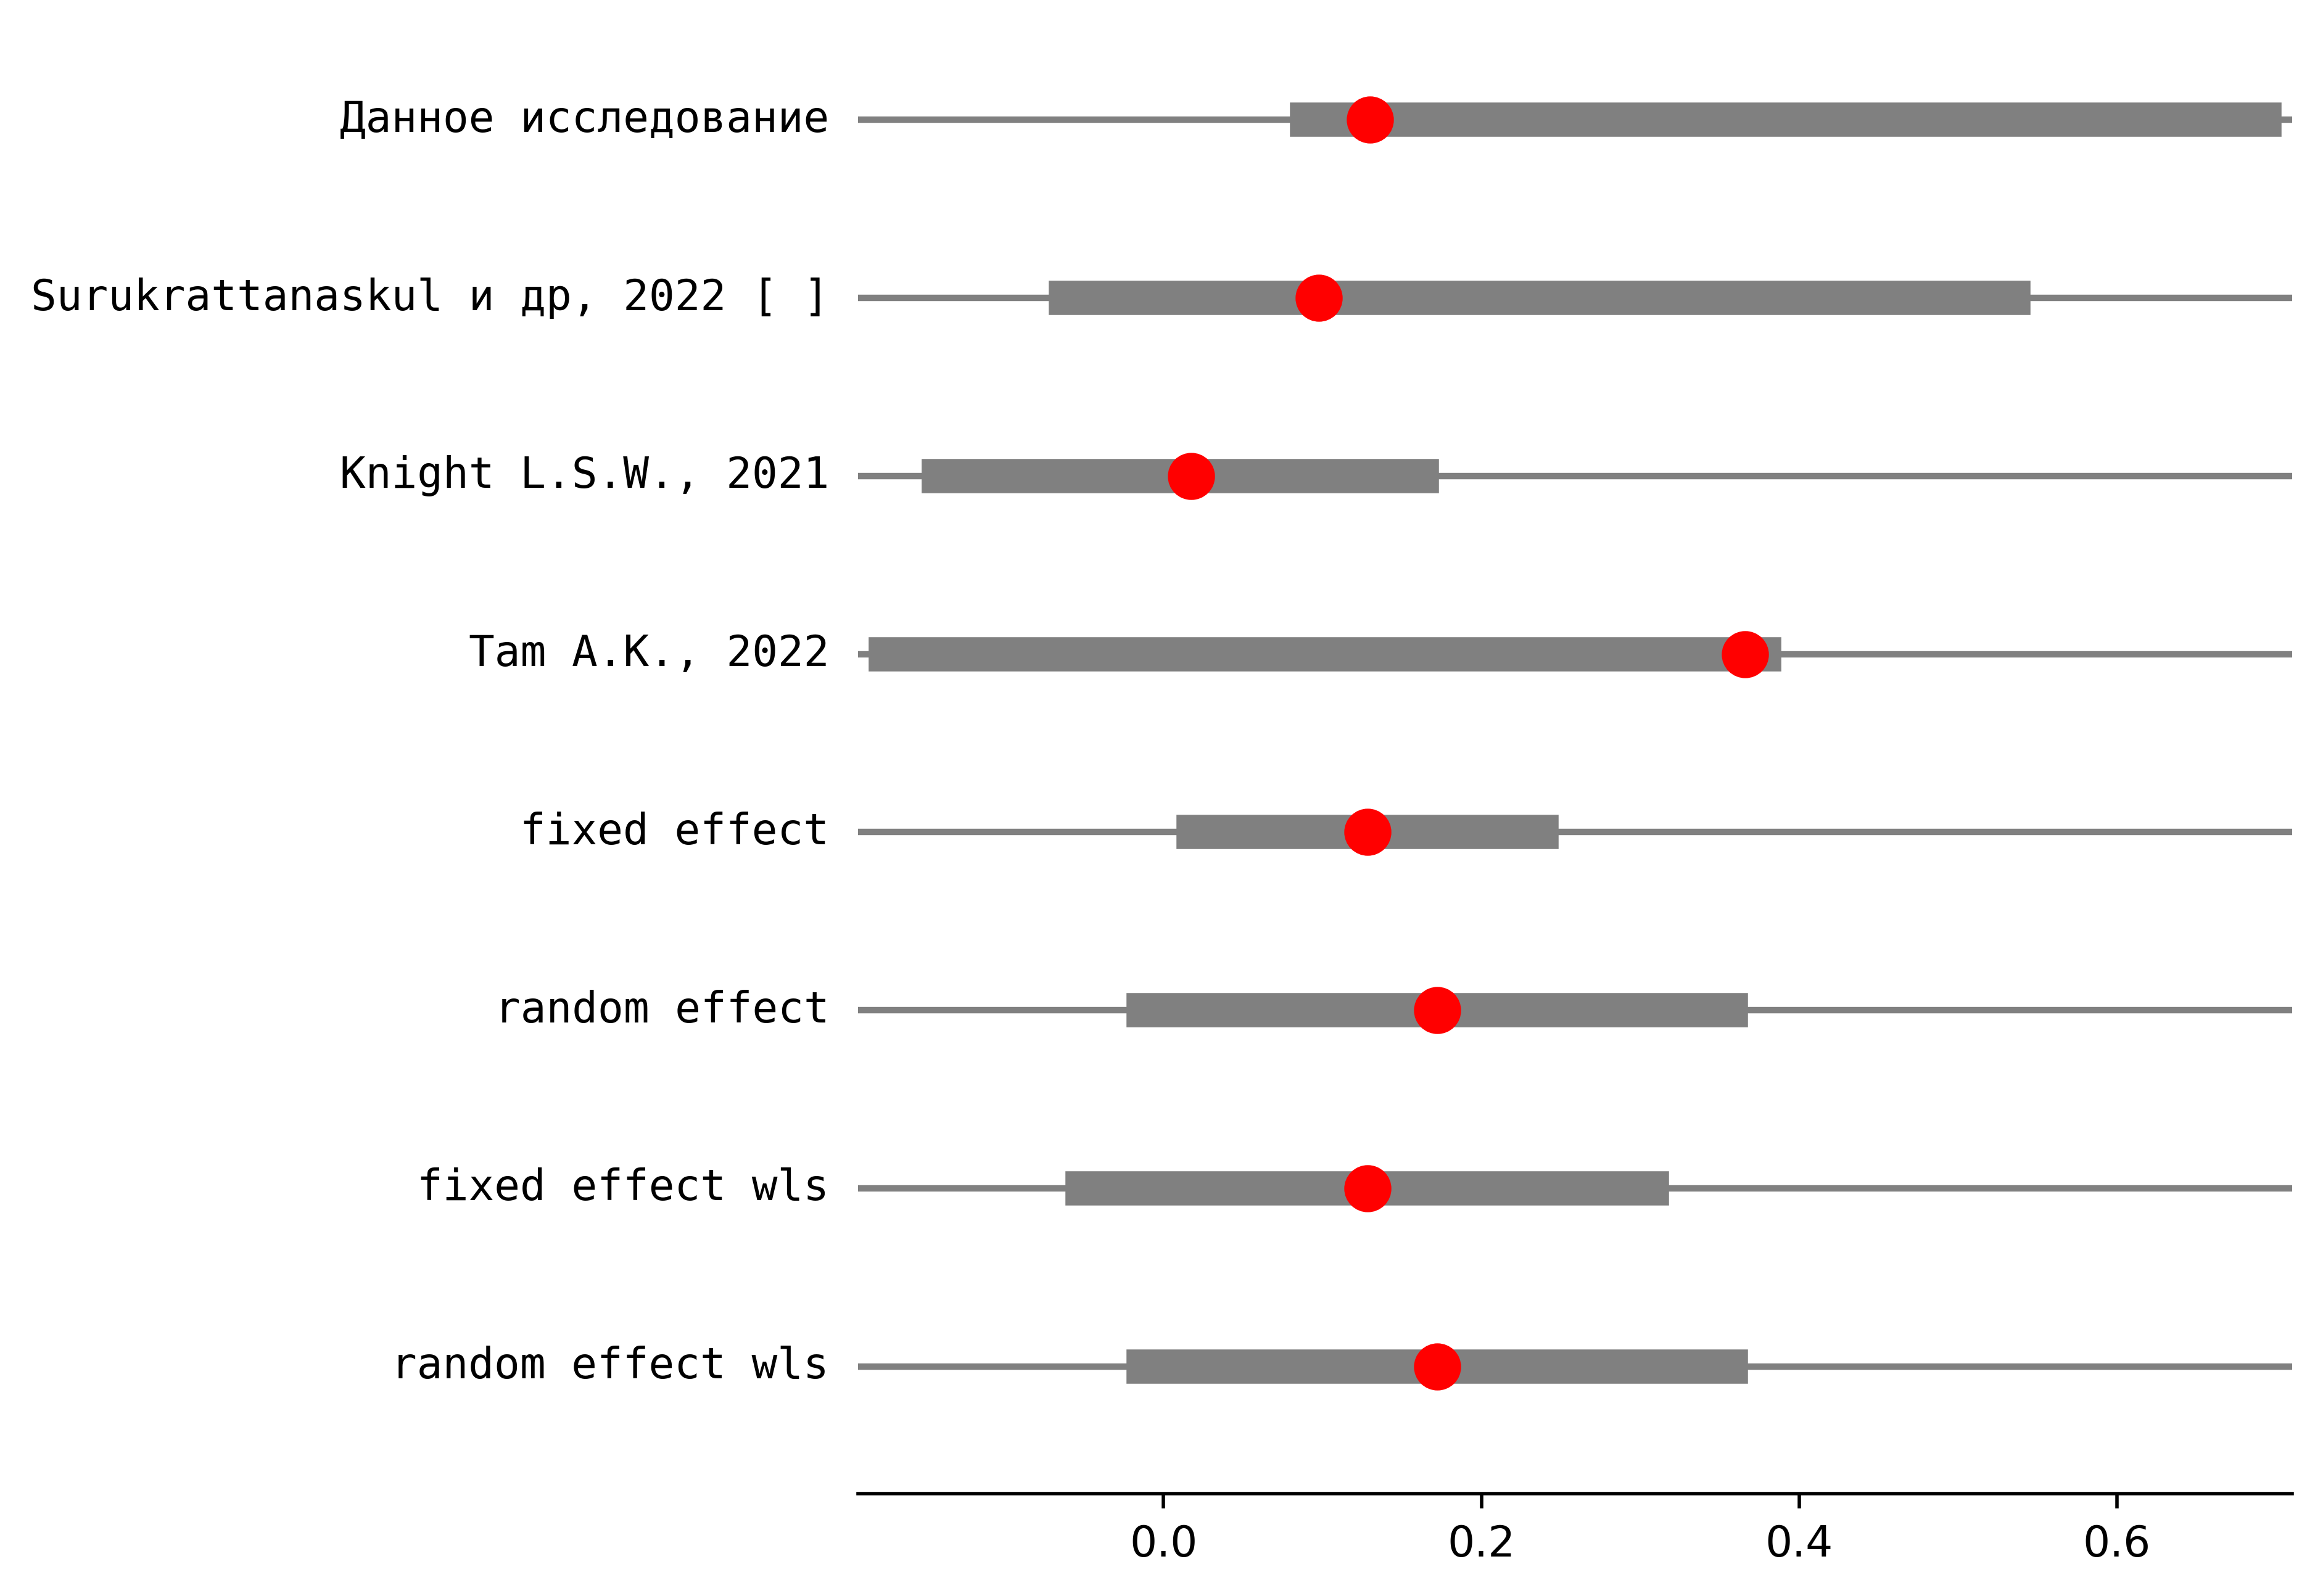 Данное исследование
Surukrattanaskul и др, 2022 [ ]
Knight L.S.W., 2021
Tam A.K., 2022
fixed effect
random effect
fixed effect wls
random effect wls
0.0 0.2 0.4 0.6